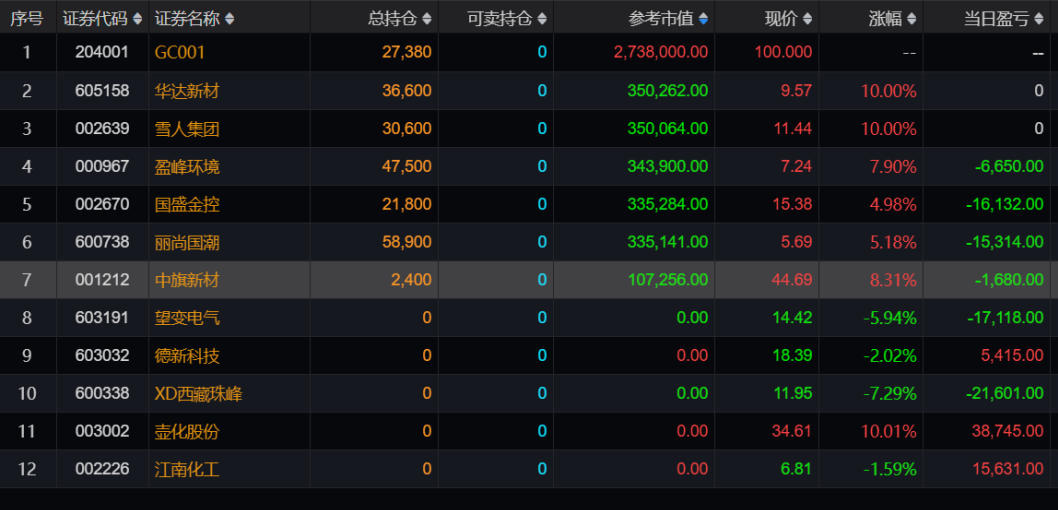 序号 证券代码 证券名称 总持仓 可卖持仓 参考市值 现价 涨幅 当日盈亏
1 204001 GC001 27,380 0 2,738,000.00 100.000 -- --
2 605158 华达新材 36,600 0 350,262.00 9.57 10.00% 0
3 002639 雪人集团 30,600 0 350,064.00 11.44 10.00% 0
4 000967 盈峰环境 47,500 0 343,900.00 7.24 7.90% -6,650.00
5 002670 国盛金控 21,800 0 335,284.00 15.38 4.98% -16,132.00
6 600738 丽尚国潮 58,900 0 335,141.00 5.69 5.18% -15,314.00
7 001212 中旗新材 2,400 0 107,256.00 44.69 8.31% -1,680.00
8 603191 望变电气 0 0 0.00 14.42 -5.94% -17,118.00
9 603032 德新科技 0 0 0.00 18.39 -2.02% 5,415.00
10 600338 XD西藏珠峰 0 0 0.00 11.95 -7.29% -21,601.00
11 003002 壶化股份 0 0 0.00 34.61 10.01% 38,745.00
12 002226 江南化工 0 0 0.00 6.81 -1.59% 15,631.00